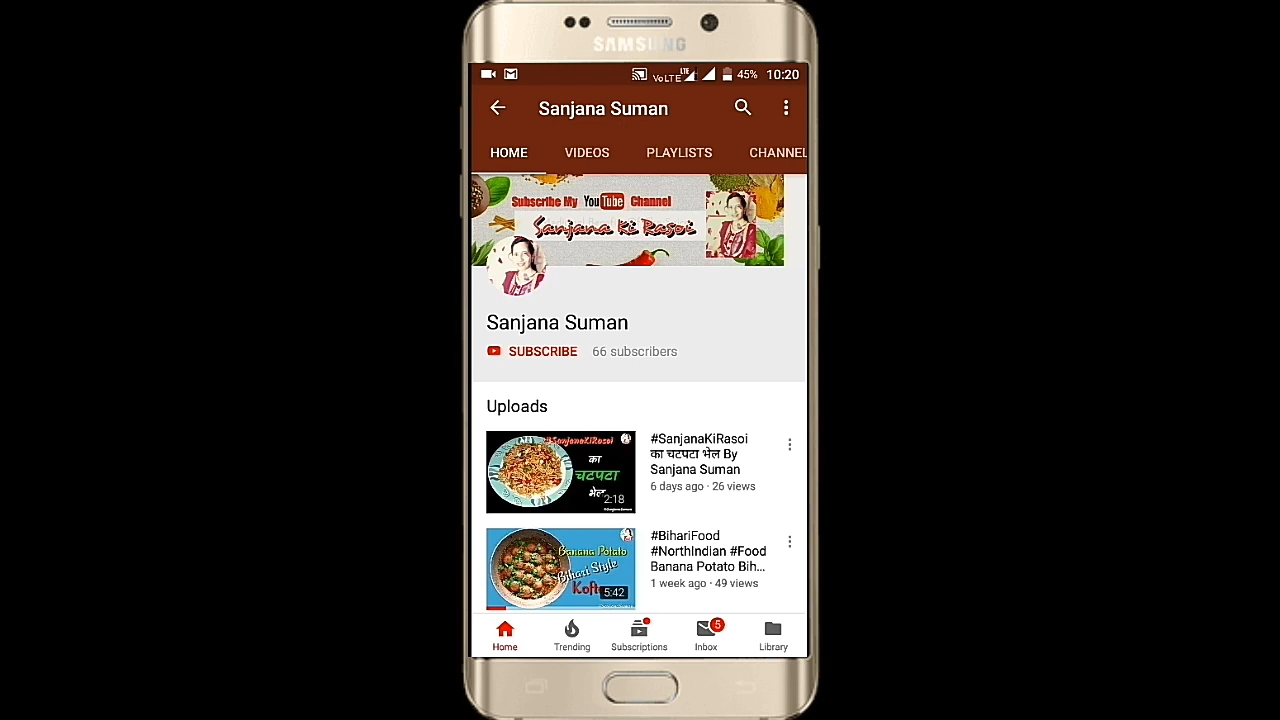 SAMSUNG
VoLTE LTE 45% 10:20
Sanjana Suman
HOME VIDEOS PLAYLISTS CHANNEL
Subscribe My YouTube Channel
Sanjana Ki Rasoi
Sanjana Suman
SUBSCRIBE 66 subscribers
Uploads
#SanjanaKiRasoi
का
चटपटा
भेल
2:18
#SanjanaKiRasoi
का चटपटा भेल By
Sanjana Suman
6 days ago · 26 views
Banana Potato
Bihari Style
Kofta
5:42
#BihariFood
#NorthIndian #Food
Banana Potato Bih...
1 week ago · 49 views
5
Home Trending Subscriptions Inbox Library